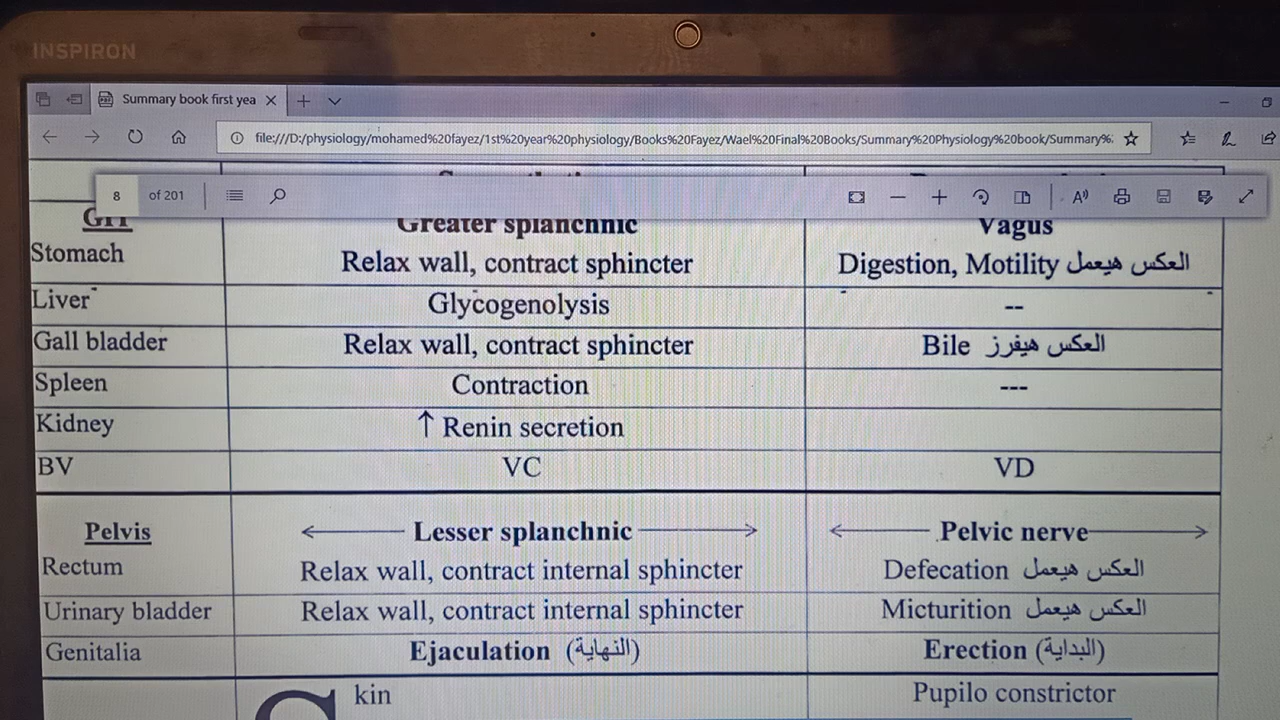 INSPIRON
Summary book first yea
file:///D:/physiology/mohamed%20fayez/1st%20year%20physiology/Books%20Fayez/Wael%20Final%20Books/Summary%20Physiology%20book/Summary%
8 of 201
GIT Greater splanchnic Vagus
Stomach Relax wall, contract sphincter Digestion, Motility العكس هيعمل
Liver Glycogenolysis --
Gall bladder Relax wall, contract sphincter Bile العكس هيفرز
Spleen Contraction ---
Kidney ↑ Renin secretion
BV VC VD
Pelvis Lesser splanchnic Pelvic nerve
Rectum Relax wall, contract internal sphincter Defecation العكس هيعمل
Urinary bladder Relax wall, contract internal sphincter Micturition العكس هيعمل
Genitalia Ejaculation (النهاية) Erection (البداية)
S kin Pupilo constrictor